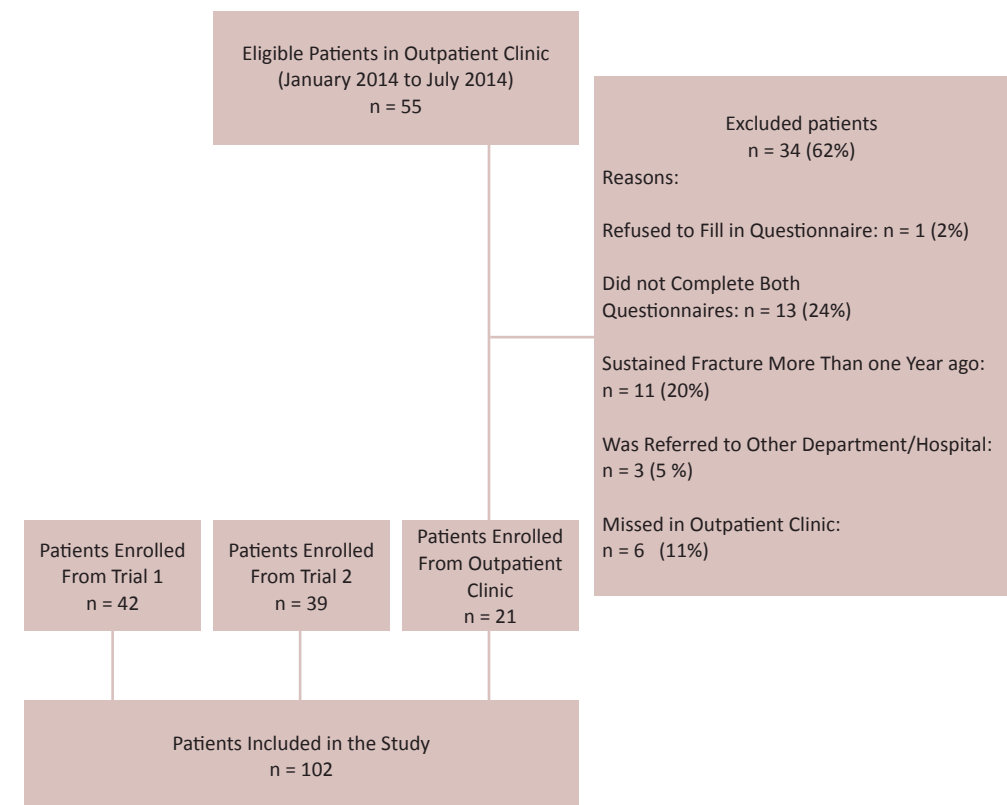 Eligible Patients in Outpatient Clinic
(January 2014 to July 2014)
n = 55
Excluded patients
n = 34 (62%)
Reasons:
Refused to Fill in Questionnaire: n = 1 (2%)
Did not Complete Both
Questionnaires: n = 13 (24%)
Sustained Fracture More Than one Year ago:
n = 11 (20%)
Was Referred to Other Department/Hospital:
n = 3 (5 %)
Missed in Outpatient Clinic:
n = 6 (11%)
Patients Enrolled
From Trial 1
n = 42
Patients Enrolled
From Trial 2
n = 39
Patients Enrolled
From Outpatient
Clinic
n = 21
Patients Included in the Study
n = 102